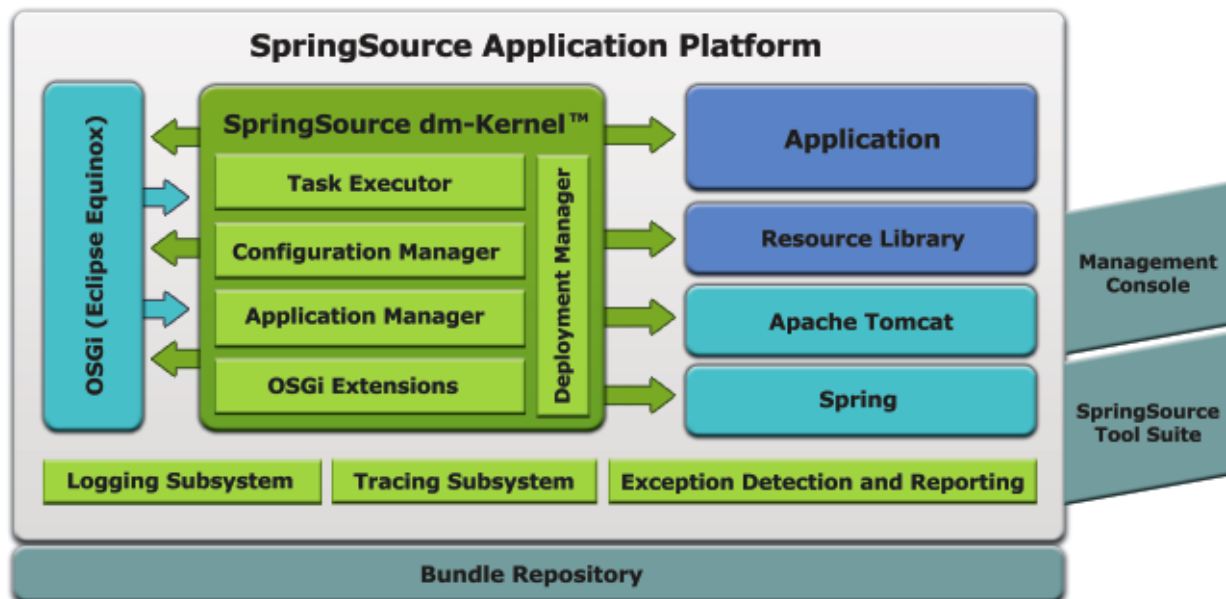 SpringSource Application Platform
OSGi (Eclipse Equinox)
SpringSource dm-Kernel™
Task Executor
Configuration Manager
Application Manager
OSGi Extensions
Deployment Manager
Application
Resource Library
Apache Tomcat
Spring
Logging Subsystem
Tracing Subsystem
Exception Detection and Reporting
Management
Console
SpringSource
Tool Suite
Bundle Repository